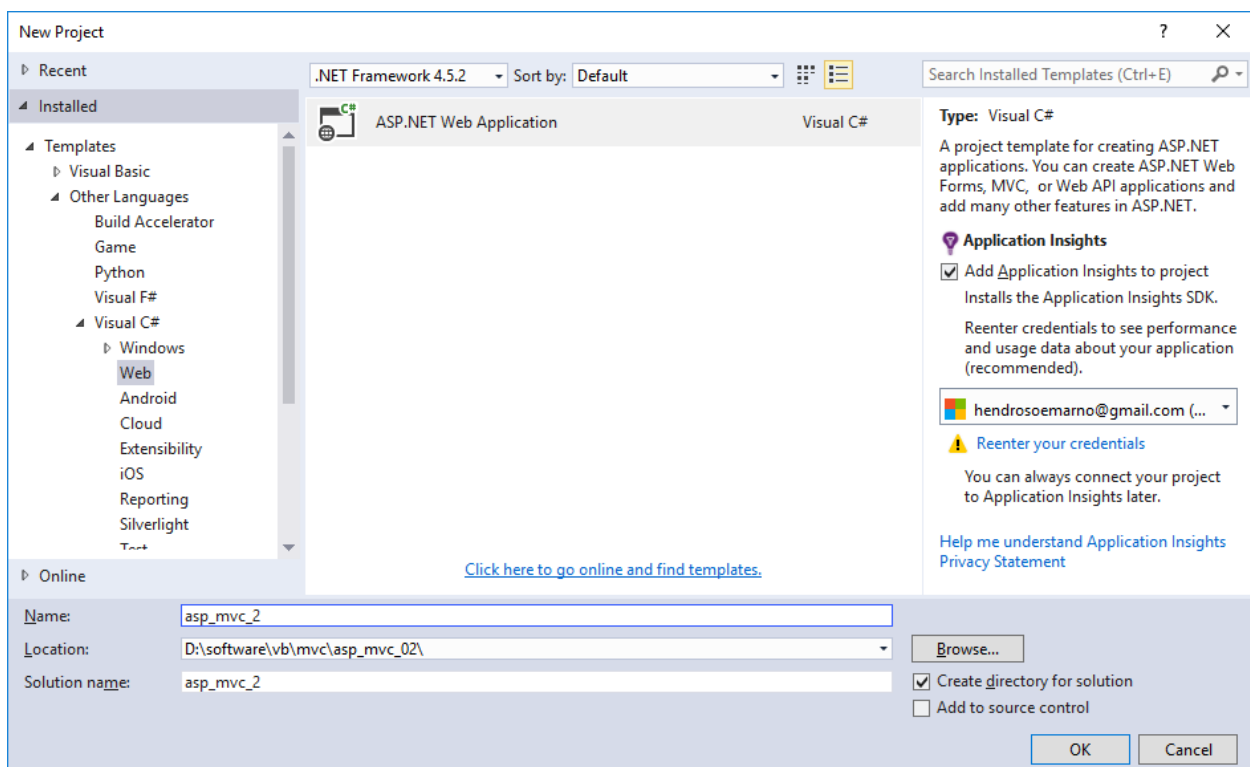 New Project
?
Recent
.NET Framework 4.5.2
Sort by:
Default
Search Installed Templates (Ctrl+E)
Installed
Templates
Visual Basic
Other Languages
Build Accelerator
Game
Python
Visual F#
Visual C#
Windows
Web
Android
Cloud
Extensibility
iOS
Reporting
Silverlight
Test
Online
C#
ASP.NET Web Application
Visual C#
Click here to go online and find templates.
Type: Visual C#
A project template for creating ASP.NET
applications. You can create ASP.NET Web
Forms, MVC, or Web API applications and
add many other features in ASP.NET.
Application Insights
Add Application Insights to project
Installs the Application Insights SDK.
Reenter credentials to see performance
and usage data about your application
(recommended).
hendrosoemarno@gmail.com (...
Reenter your credentials
You can always connect your project
to Application Insights later.
Help me understand Application Insights
Privacy Statement
Name:
asp_mvc_2
Location:
D:\software\vb\mvc\asp_mvc_02\
Browse...
Solution name:
asp_mvc_2
Create directory for solution
Add to source control
OK
Cancel